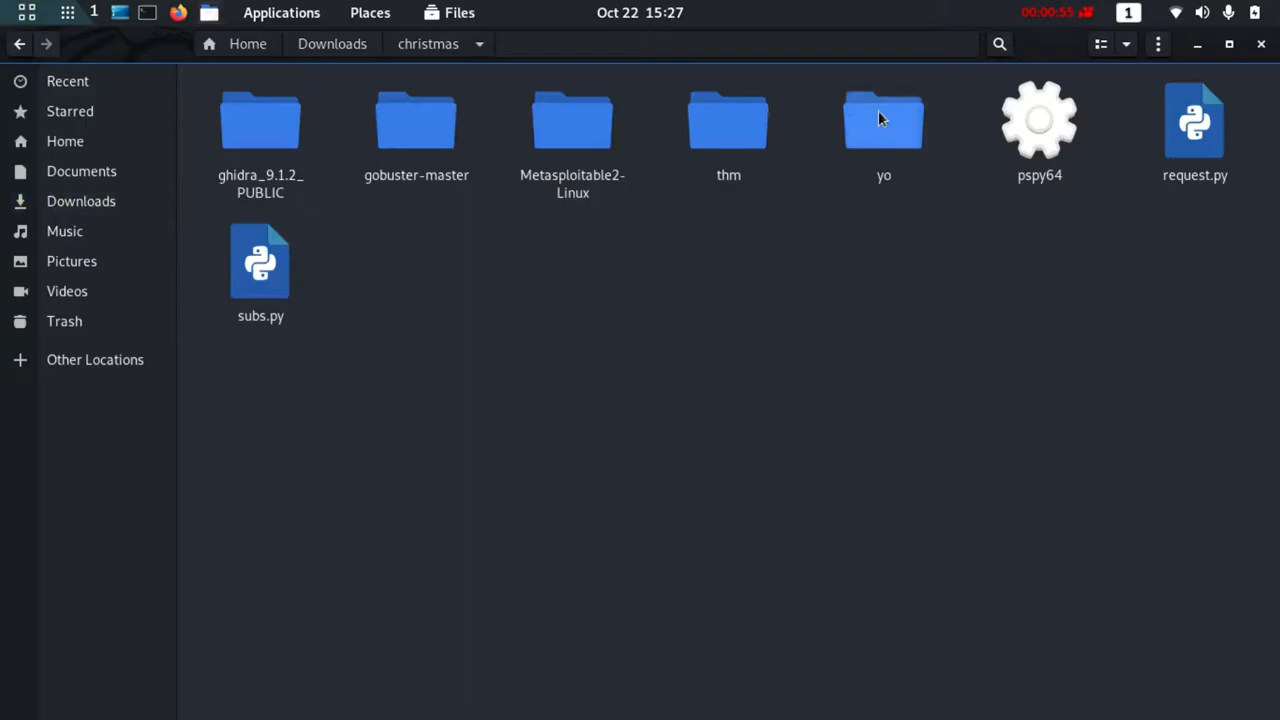 1
Applications
Places
Files
Oct 22 15:27
00:00:55
1
Home
Downloads
christmas
Recent
Starred
Home
Documents
Downloads
Music
Pictures
Videos
Trash
Other Locations
ghidra_9.1.2_
PUBLIC
gobuster-master
Metasploitable2-
Linux
thm
yo
pspy64
request.py
subs.py